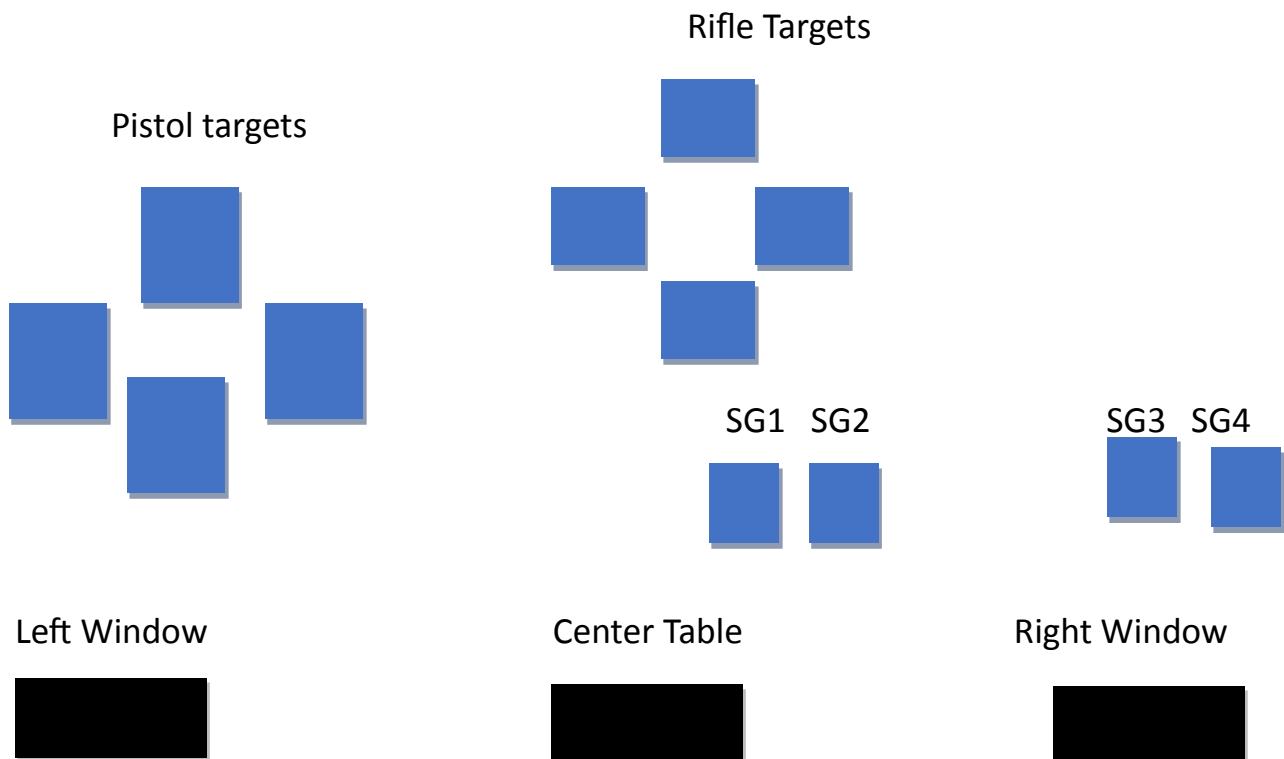 Rifle Targets
Pistol targets
SG1 SG2
SG3 SG4
Left Window
Center Table
Right Window